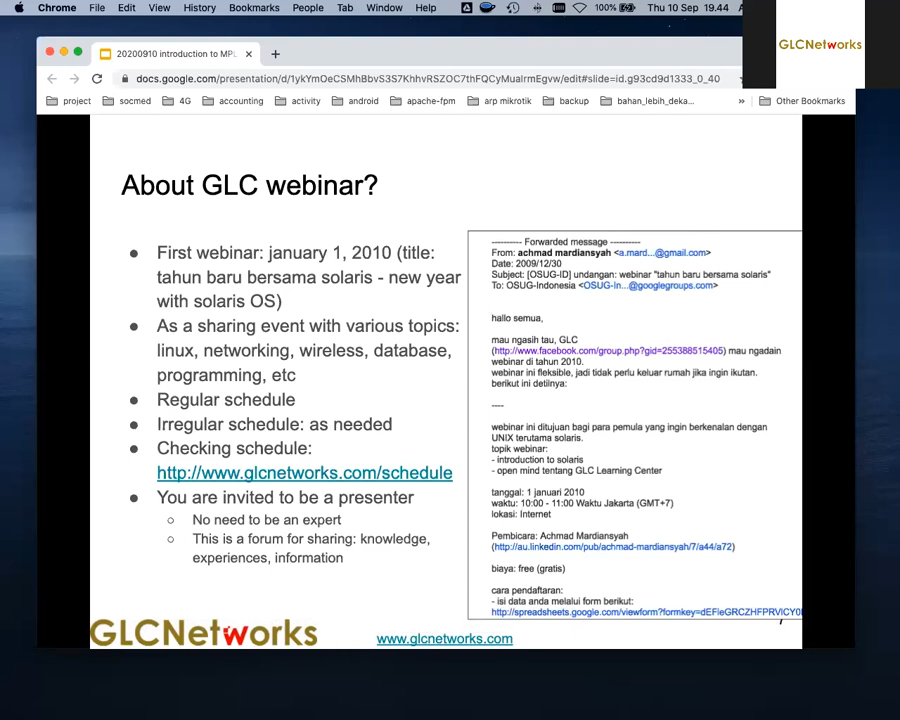 Chrome File Edit View History Bookmarks People Tab Window Help 100% Thu 10 Sep 19.44
GLCNetworks
20200910 introduction to MPL
docs.google.com/presentation/d/1ykYmOeCSMhBbvS3S7KhhvRSZOC7thFQCyMualrmEgvw/edit#slide=id.g93cd9d1333_0_40
project socmed 4G accounting activity android apache-fpm arp mikrotik backup bahan_lebih_deka... » Other Bookmarks
About GLC webinar?
● First webinar: january 1, 2010 (title:
tahun baru bersama solaris - new year
with solaris OS)
● As a sharing event with various topics:
linux, networking, wireless, database,
programming, etc
● Regular schedule
● Irregular schedule: as needed
● Checking schedule:
http://www.glcnetworks.com/schedule
● You are invited to be a presenter
○ No need to be an expert
○ This is a forum for sharing: knowledge,
experiences, information
---------- Forwarded message ----------
From: achmad mardiansyah <a.mard...@gmail.com>
Date: 2009/12/30
Subject: [OSUG-ID] undangan: webinar "tahun baru bersama solaris"
To: OSUG-Indonesia <OSUG-In...@googlegroups.com>
hallo semua,
mau ngasih tau, GLC
(http://www.facebook.com/group.php?gid=255388515405) mau ngadain
webinar di tahun 2010.
webinar ini fleksible, jadi tidak perlu keluar rumah jika ingin ikutan.
berikut ini detilnya:
----
webinar ini ditujuan bagi para pemula yang ingin berkenalan dengan
UNIX terutama solaris.
topik webinar:
- introduction to solaris
- open mind tentang GLC Learning Center
tanggal: 1 januari 2010
waktu: 10:00 - 11:00 Waktu Jakarta (GMT+7)
lokasi: Internet
Pembicara: Achmad Mardiansyah
(http://au.linkedin.com/pub/achmad-mardiansyah/7/a44/a72)
biaya: free (gratis)
cara pendaftaran:
- isi data anda melalui form berikut:
http://spreadsheets.google.com/viewform?formkey=dEFleGRCZHFPRVlCY0
GLCNetworks
www.glcnetworks.com